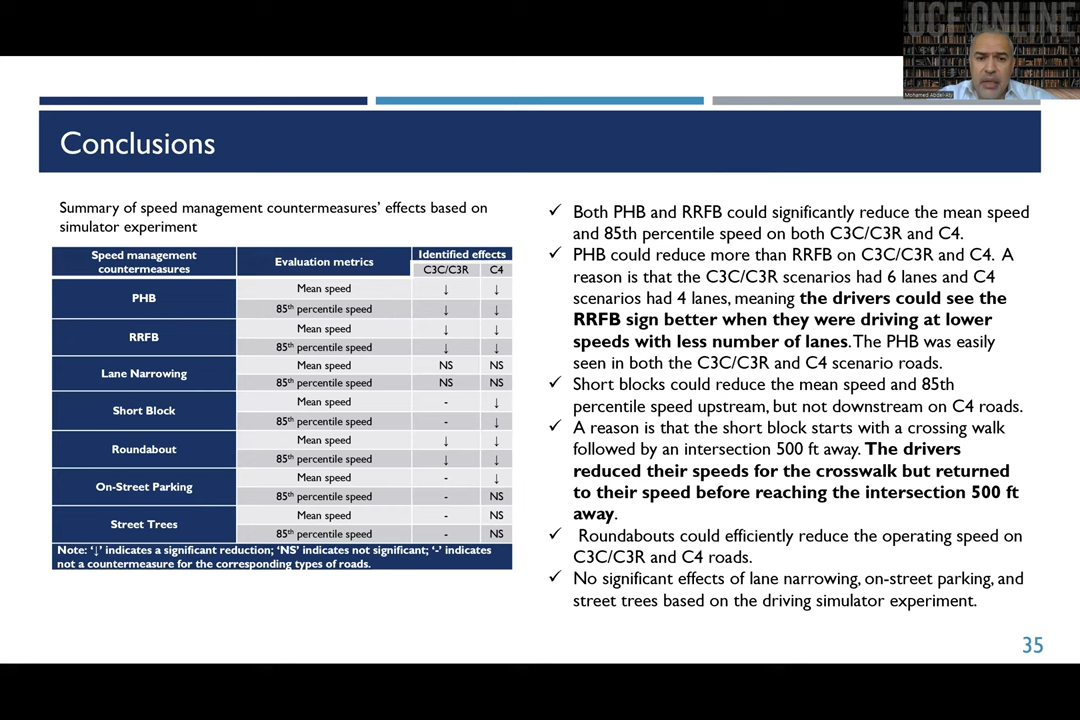 UCF ONLINE
Mohamed Abdel-Aty
Conclusions
Summary of speed management countermeasures' effects based on
simulator experiment
Speed management countermeasures | Evaluation metrics | Identified effects
C3C/C3R | C4
PHB | Mean speed | ↓ | ↓
85th percentile speed | ↓ | ↓
RRFB | Mean speed | ↓ | ↓
85th percentile speed | ↓ | ↓
Lane Narrowing | Mean speed | NS | NS
85th percentile speed | NS | NS
Short Block | Mean speed | - | ↓
85th percentile speed | - | ↓
Roundabout | Mean speed | ↓ | ↓
85th percentile speed | ↓ | ↓
On-Street Parking | Mean speed | - | ↓
85th percentile speed | - | NS
Street Trees | Mean speed | - | NS
85th percentile speed | - | NS
Note: '↓' indicates a significant reduction; 'NS' indicates not significant; '-' indicates
not a countermeasure for the corresponding types of roads.
✓ Both PHB and RRFB could significantly reduce the mean speed
and 85th percentile speed on both C3C/C3R and C4.
✓ PHB could reduce more than RRFB on C3C/C3R and C4. A
reason is that the C3C/C3R scenarios had 6 lanes and C4
scenarios had 4 lanes, meaning the drivers could see the
RRFB sign better when they were driving at lower
speeds with less number of lanes. The PHB was easily
seen in both the C3C/C3R and C4 scenario roads.
✓ Short blocks could reduce the mean speed and 85th
percentile speed upstream, but not downstream on C4 roads.
✓ A reason is that the short block starts with a crossing walk
followed by an intersection 500 ft away. The drivers
reduced their speeds for the crosswalk but returned
to their speed before reaching the intersection 500 ft
away.
✓ Roundabouts could efficiently reduce the operating speed on
C3C/C3R and C4 roads.
✓ No significant effects of lane narrowing, on-street parking, and
street trees based on the driving simulator experiment.
35